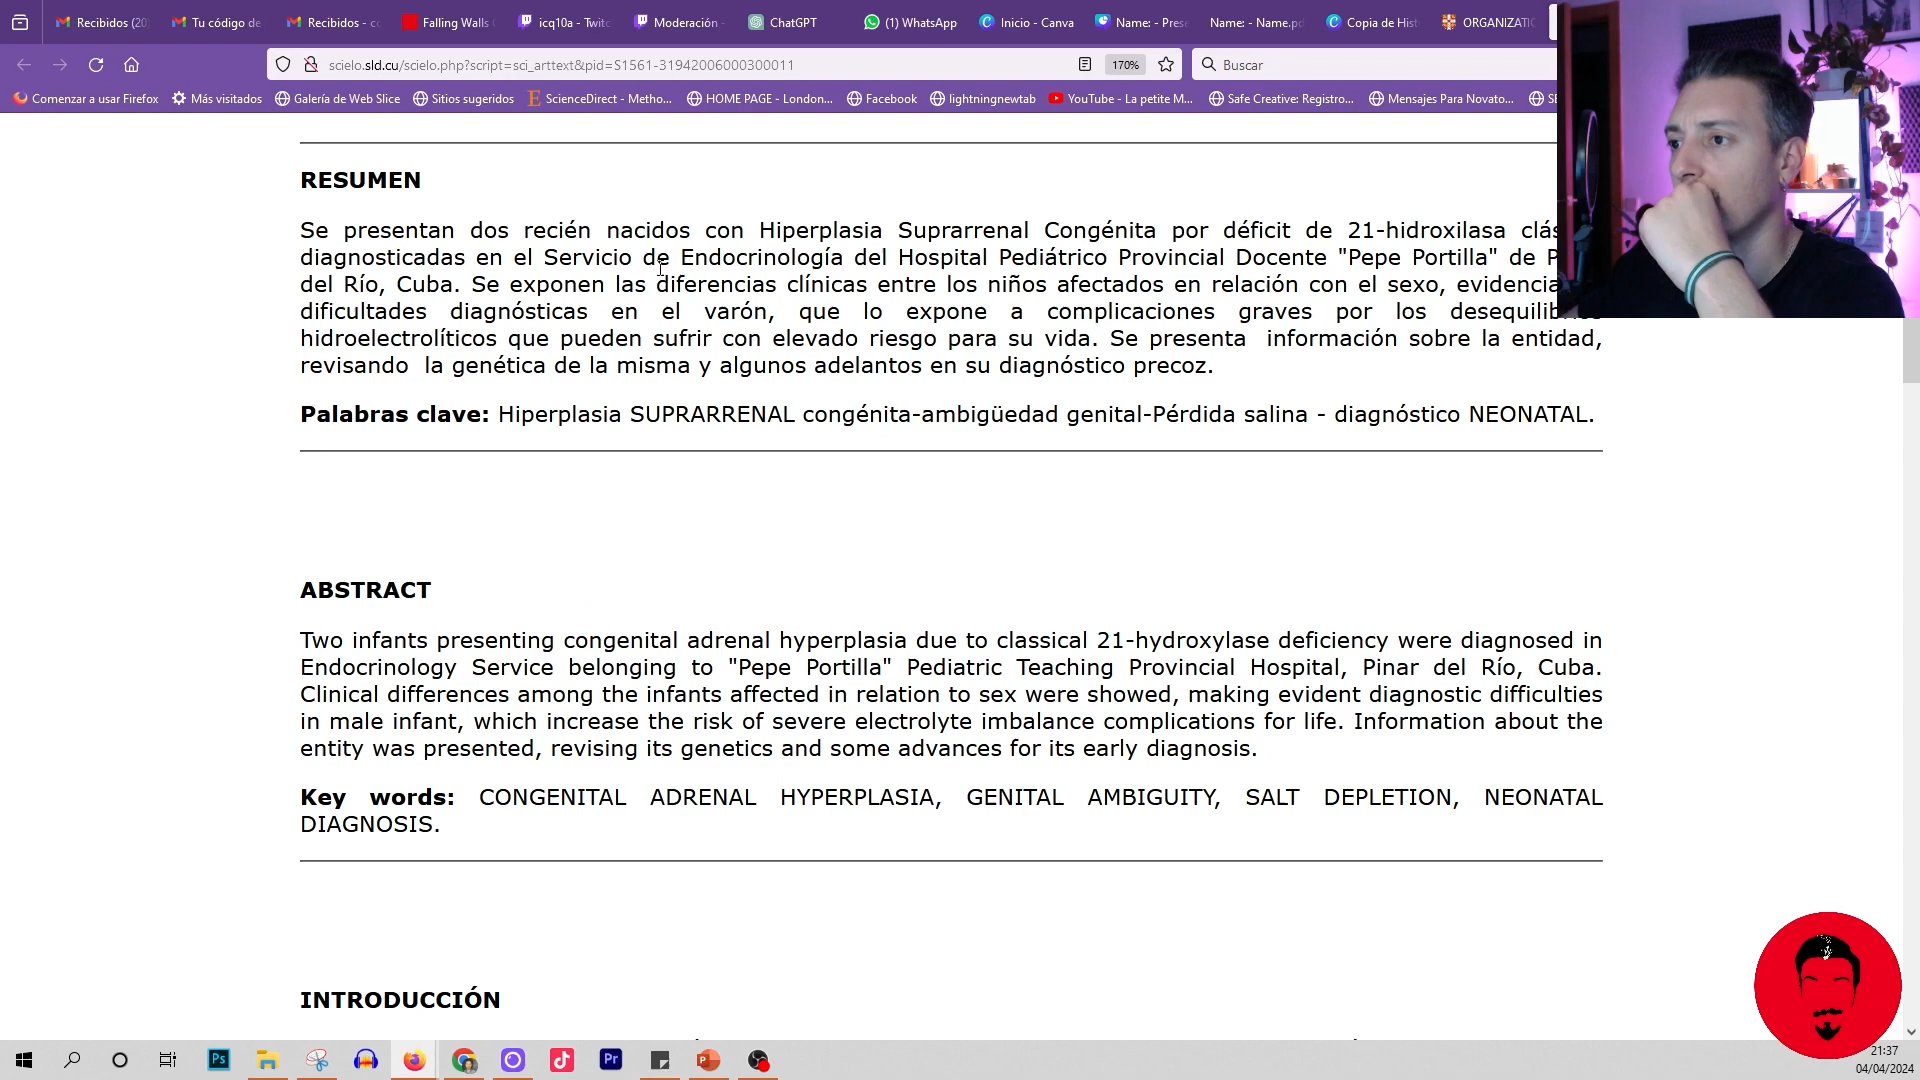 Recibidos (20)
Tu código de
Recibidos - co
Falling Walls
icq10a - Twitc
Moderación -
ChatGPT
(1) WhatsApp
Inicio - Canva
Name: - Prese
Name: - Name.pd
Copia de Hist
ORGANIZATIO
scielo.sld.cu/scielo.php?script=sci_arttext&pid=S1561-31942006000300011
170%
Buscar
Comenzar a usar Firefox
Más visitados
Galería de Web Slice
Sitios sugeridos
ScienceDirect - Metho...
HOME PAGE - London...
Facebook
lightningnewtab
YouTube - La petite M...
Safe Creative: Registro...
Mensajes Para Novato...
RESUMEN
Se presentan dos recién nacidos con Hiperplasia Suprarrenal Congénita por déficit de 21-hidroxilasa clás
diagnosticadas en el Servicio de Endocrinología del Hospital Pediátrico Provincial Docente "Pepe Portilla" de P
del Río, Cuba. Se exponen las diferencias clínicas entre los niños afectados en relación con el sexo, evidencia
dificultades diagnósticas en el varón, que lo expone a complicaciones graves por los desequilibrios
hidroelectrolíticos que pueden sufrir con elevado riesgo para su vida. Se presenta información sobre la entidad,
revisando la genética de la misma y algunos adelantos en su diagnóstico precoz.
Palabras clave: Hiperplasia SUPRARRENAL congénita-ambigüedad genital-Pérdida salina - diagnóstico NEONATAL.
ABSTRACT
Two infants presenting congenital adrenal hyperplasia due to classical 21-hydroxylase deficiency were diagnosed in
Endocrinology Service belonging to "Pepe Portilla" Pediatric Teaching Provincial Hospital, Pinar del Río, Cuba.
Clinical differences among the infants affected in relation to sex were showed, making evident diagnostic difficulties
in male infant, which increase the risk of severe electrolyte imbalance complications for life. Information about the
entity was presented, revising its genetics and some advances for its early diagnosis.
Key words: CONGENITAL ADRENAL HYPERPLASIA, GENITAL AMBIGUITY, SALT DEPLETION, NEONATAL
DIAGNOSIS.
INTRODUCCIÓN
Ps
Pr
21:37
04/04/2024